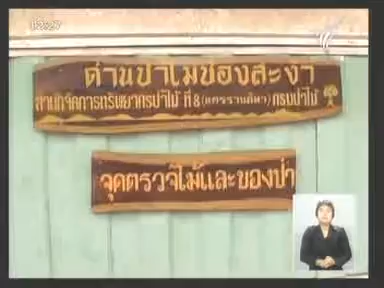 03:27
ด่านป่าไม้ช่องสะงำ
สำนักจัดการทรัพยากรป่าไม้ ที่ 8 (นครราชสีมา) กรมป่าไม้
จุดตรวจไม้และของป่า